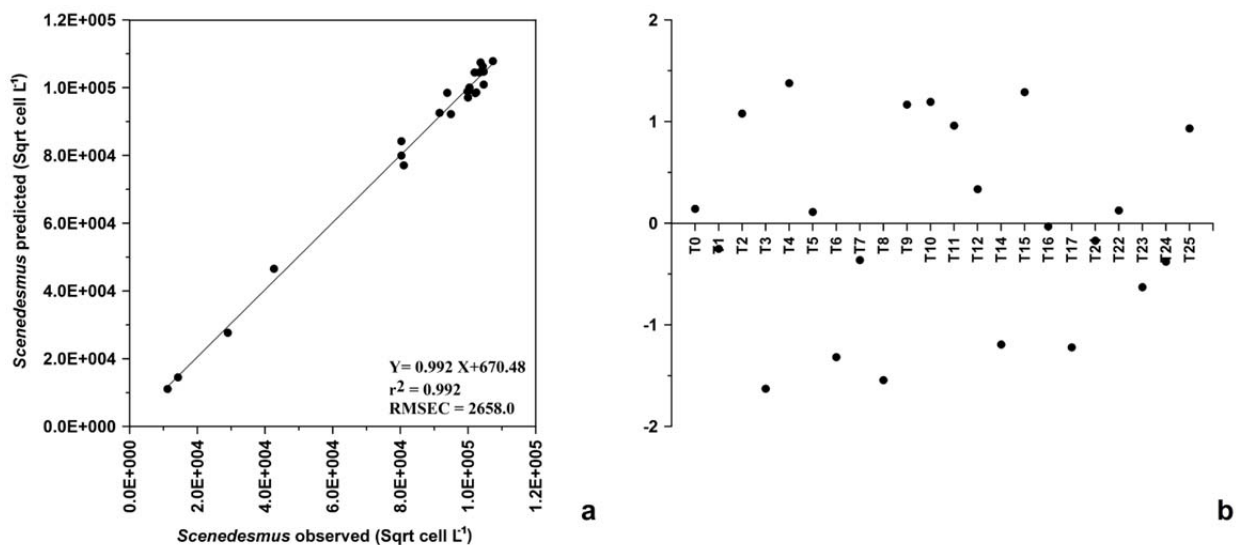 1.2E+005
1.0E+005
8.0E+004
6.0E+004
4.0E+004
2.0E+004
0.0E+000
Scenedesmus predicted (Sqrt cell L⁻¹)
Y= 0.992 X+670.48
r² = 0.992
RMSEC = 2658.0
0.0E+000
2.0E+004
4.0E+004
6.0E+004
8.0E+004
1.0E+005
1.2E+005
Scenedesmus observed (Sqrt cell L⁻¹)
a
2
1
0
-1
-2
T0
T1
T2
T3
T4
T5
T6
T7
T8
T9
T10
T11
T12
T14
T15
T16
T17
T20
T22
T23
T24
T25
b